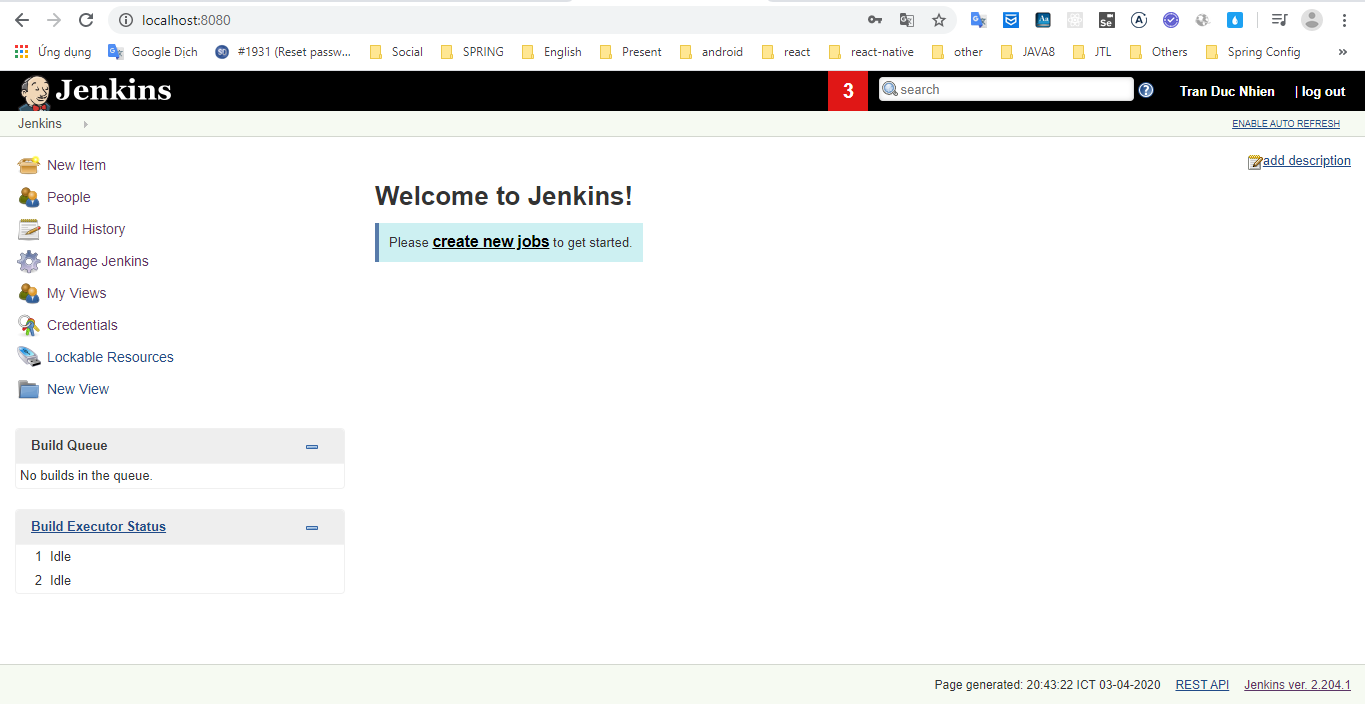 localhost:8080
Ứng dụng Google Dịch #1931 (Reset passw... Social SPRING English Present android react react-native other JAVA8 JTL Others Spring Config »
Jenkins 3 search Tran Duc Nhien | log out
Jenkins ENABLE AUTO REFRESH
add description
New Item
People
Build History
Manage Jenkins
My Views
Credentials
Lockable Resources
New View
Build Queue
No builds in the queue.
Build Executor Status
1 Idle
2 Idle
Welcome to Jenkins!
Please create new jobs to get started.
Page generated: 20:43:22 ICT 03-04-2020 REST API Jenkins ver. 2.204.1